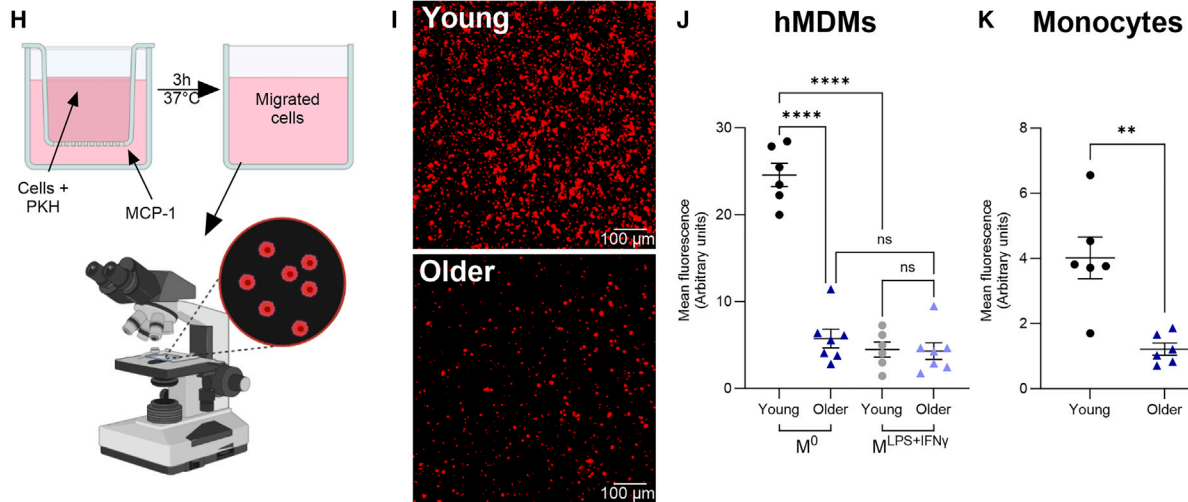 H
3h
37°C
Migrated
cells
Cells +
PKH
MCP-1
I
Young
100 µm
Older
100 µm
J
hMDMs
Mean fluorescence
(Arbitrary units)
30
20
10
0
****
****
ns
ns
Young
Older
Young
Older
M⁰
M^LPS+IFNγ
K
Monocytes
Mean fluorescence
(Arbitrary units)
8
6
4
2
0
**
Young
Older